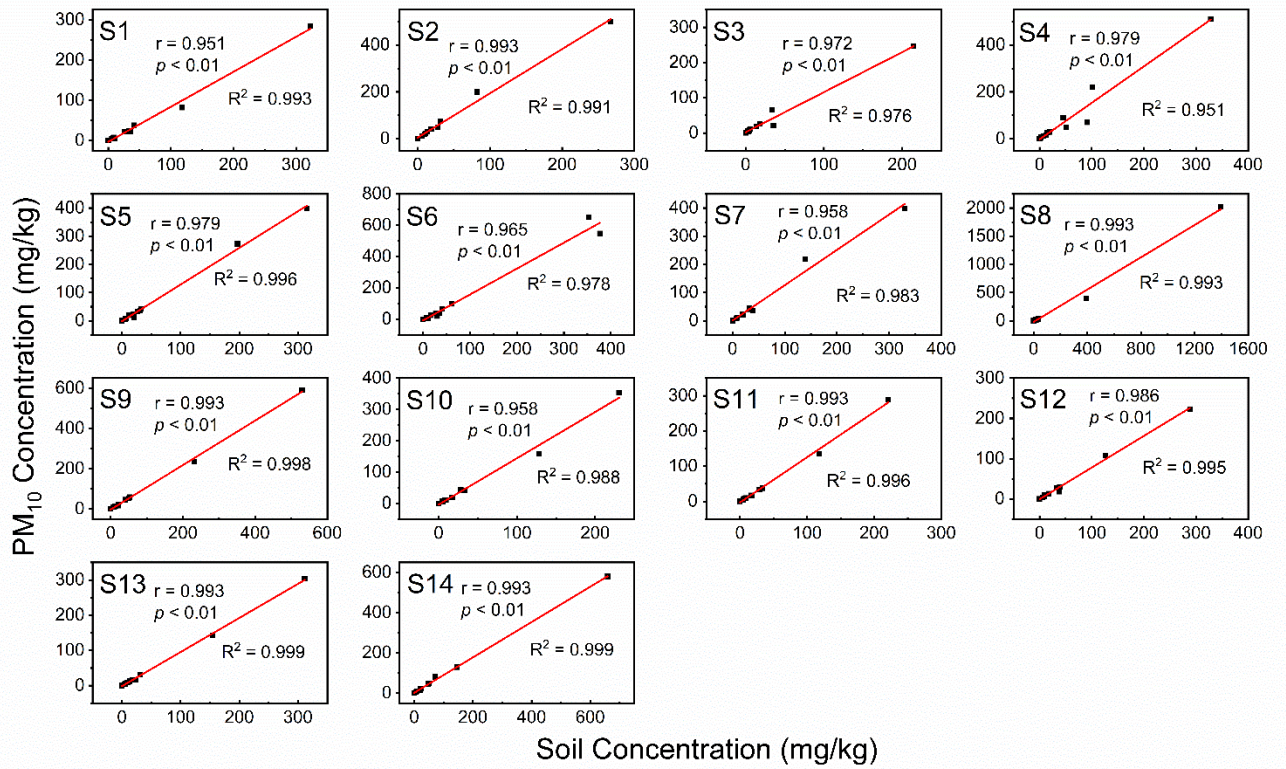 PM₁₀ Concentration (mg/kg)
S1
r = 0.951
p < 0.01
R² = 0.993
300
200
100
0
0 100 200 300
S2
r = 0.993
p < 0.01
R² = 0.991
400
200
0
0 100 200 300
S3
r = 0.972
p < 0.01
R² = 0.976
300
200
100
0
0 100 200
S4
r = 0.979
p < 0.01
R² = 0.951
400
200
0
0 100 200 300 400
S5
r = 0.979
p < 0.01
R² = 0.996
400
300
200
100
0
0 100 200 300
S6
r = 0.965
p < 0.01
R² = 0.978
800
600
400
200
0
0 100 200 300 400
S7
r = 0.958
p < 0.01
R² = 0.983
400
300
200
100
0
0 100 200 300 400
S8
r = 0.993
p < 0.01
R² = 0.993
2000
1500
1000
500
0
0 400 800 1200 1600
S9
r = 0.993
p < 0.01
R² = 0.998
600
400
200
0
0 200 400 600
S10
r = 0.958
p < 0.01
R² = 0.988
400
300
200
100
0
0 100 200
S11
r = 0.993
p < 0.01
R² = 0.996
300
200
100
0
0 100 200 300
S12
r = 0.986
p < 0.01
R² = 0.995
300
200
100
0
0 100 200 300 400
S13
r = 0.993
p < 0.01
R² = 0.999
300
200
100
0
0 100 200 300
S14
r = 0.993
p < 0.01
R² = 0.999
600
400
200
0
0 200 400 600
Soil Concentration (mg/kg)